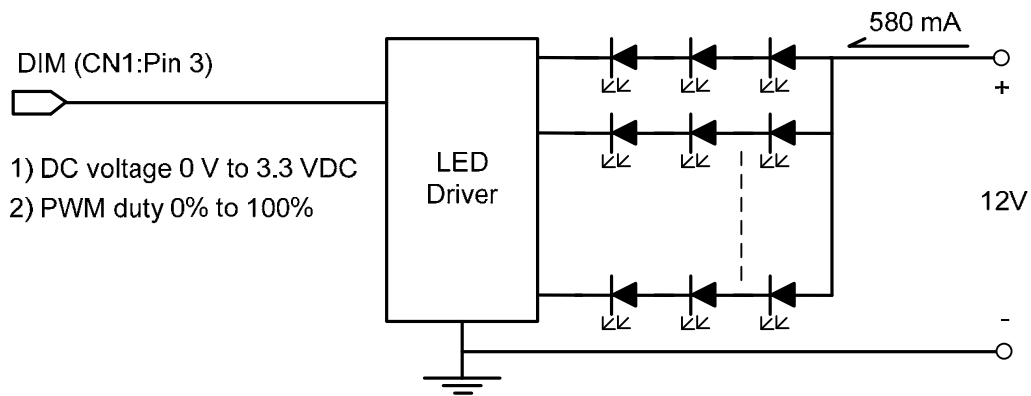 580 mA
DIM (CN1:Pin 3)
+
1) DC voltage 0 V to 3.3 VDC
2) PWM duty 0% to 100%
LED
Driver
12V
-